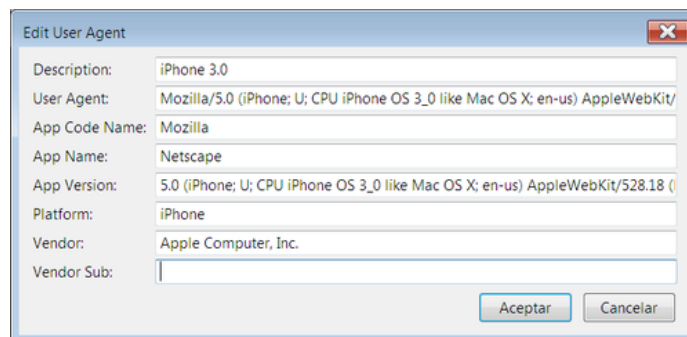 Edit User Agent
Description: iPhone 3.0
User Agent: Mozilla/5.0 (iPhone; U; CPU iPhone OS 3_0 like Mac OS X; en-us) AppleWebKit/
App Code Name: Mozilla
App Name: Netscape
App Version: 5.0 (iPhone; U; CPU iPhone OS 3_0 like Mac OS X; en-us) AppleWebKit/528.18 (
Platform: iPhone
Vendor: Apple Computer, Inc.
Vendor Sub:
Aceptar Cancelar